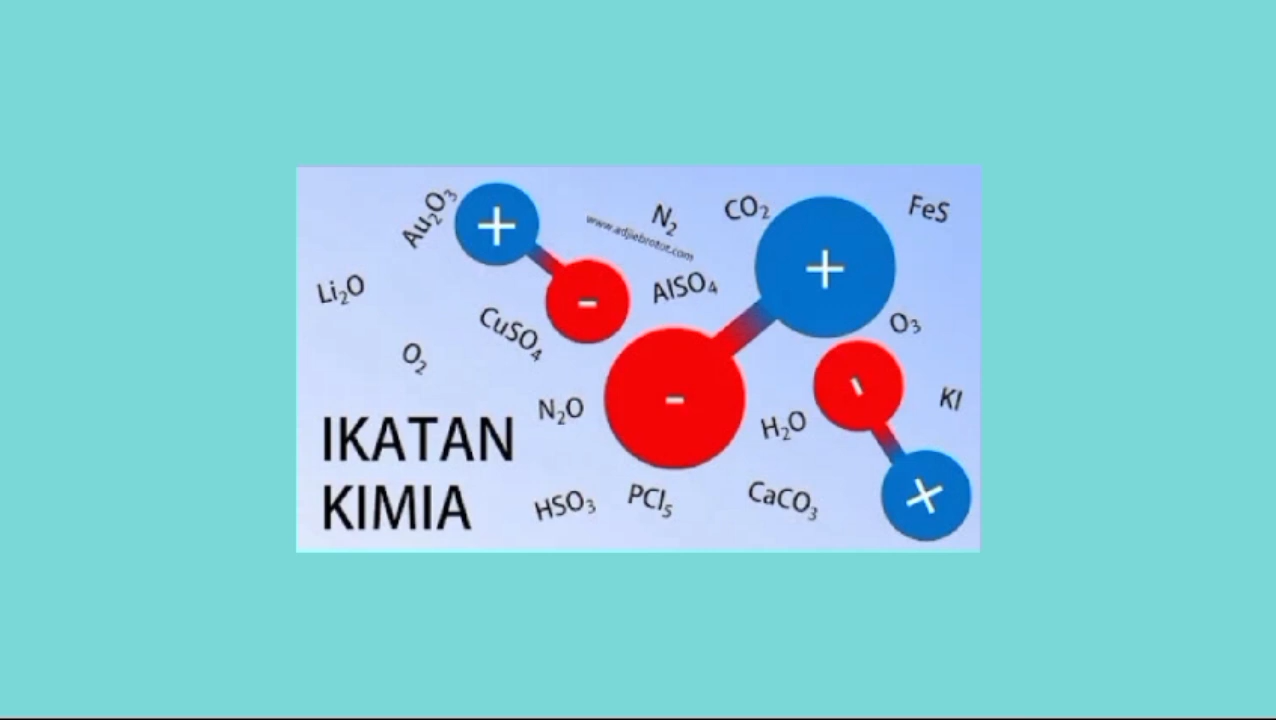 Au₂O₃
N₂
CO₂
FeS
www.adjiebrotot.com
Li₂O
AlSO₄
CuSO₄
O₃
O₂
N₂O
H₂O
KI
IKATAN
KIMIA
HSO₃
PCl₅
CaCO₃
+
-
+
-
-
+